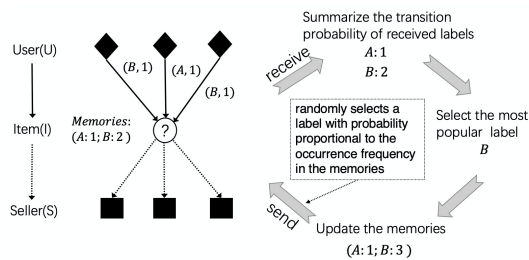 User(U)
Item(I)
Seller(S)
(B, 1)
(A, 1)
(B, 1)
Memories:
(A: 1; B: 2 )
?
receive
Summarize the transition
probability of received labels
A: 1
B: 2
Select the most
popular label
B
randomly selects a
label with probability
proportional to the
occurrence frequency
in the memories
send
Update the memories
(A: 1; B: 3 )